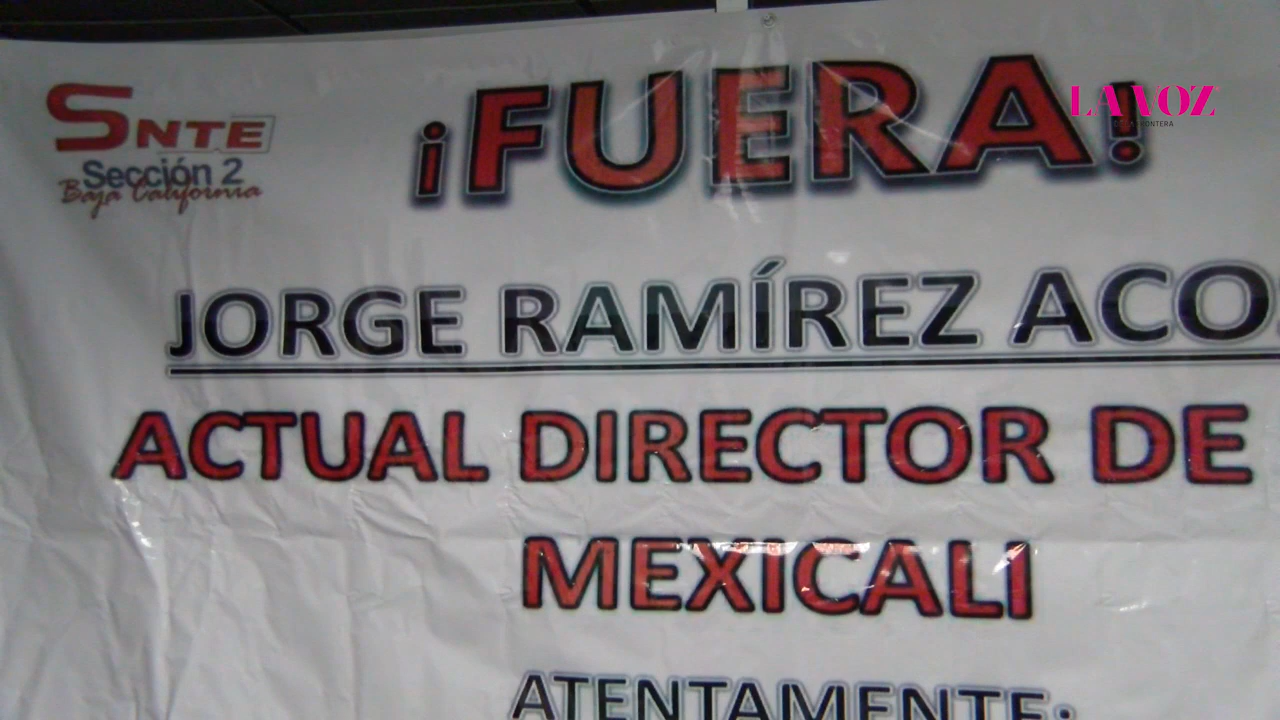 SNTE
Sección 2
Baja California
¡FUERA!
LA VOZ
JORGE RAMÍREZ ACO
ACTUAL DIRECTOR DE
MEXICALI
ATENTAMENTE: